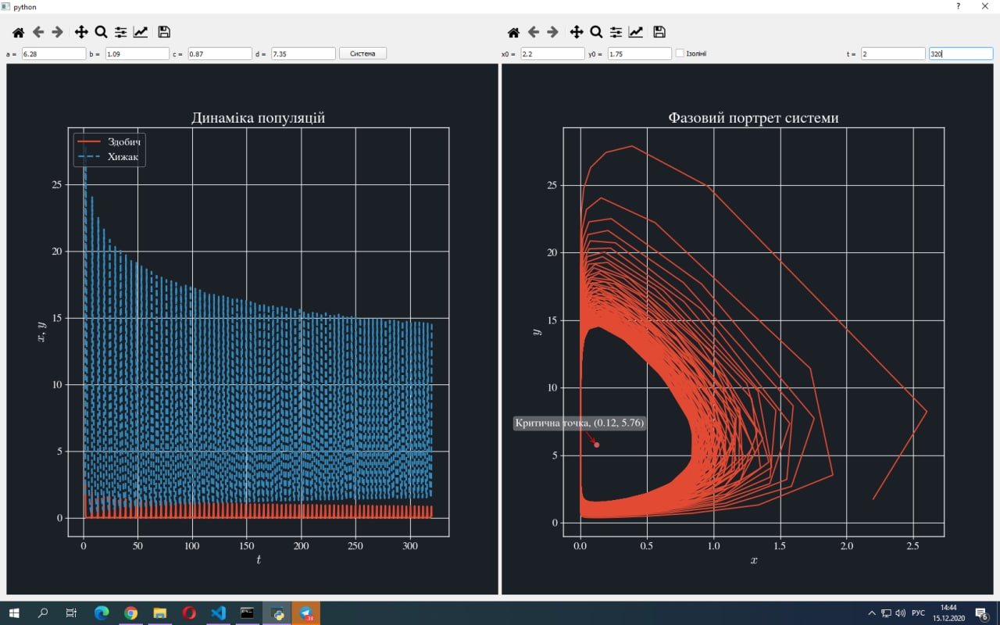 python
a = 6.28 b = 1.09 c = 0.87 d = 7.35 Система
x0 = 2.2 y0 = 1.75 Ізолінії t = 2 320
Динаміка популяцій
Здобич
Хижак
25
20
15
10
5
0
x, y
0 50 100 150 200 250 300
t
Фазовий портрет системи
25
20
15
10
5
0
y
Критична точка, (0.12, 5.76)
0.0 0.5 1.0 1.5 2.0 2.5
x
38
РУС
14:44
15.12.2020
6